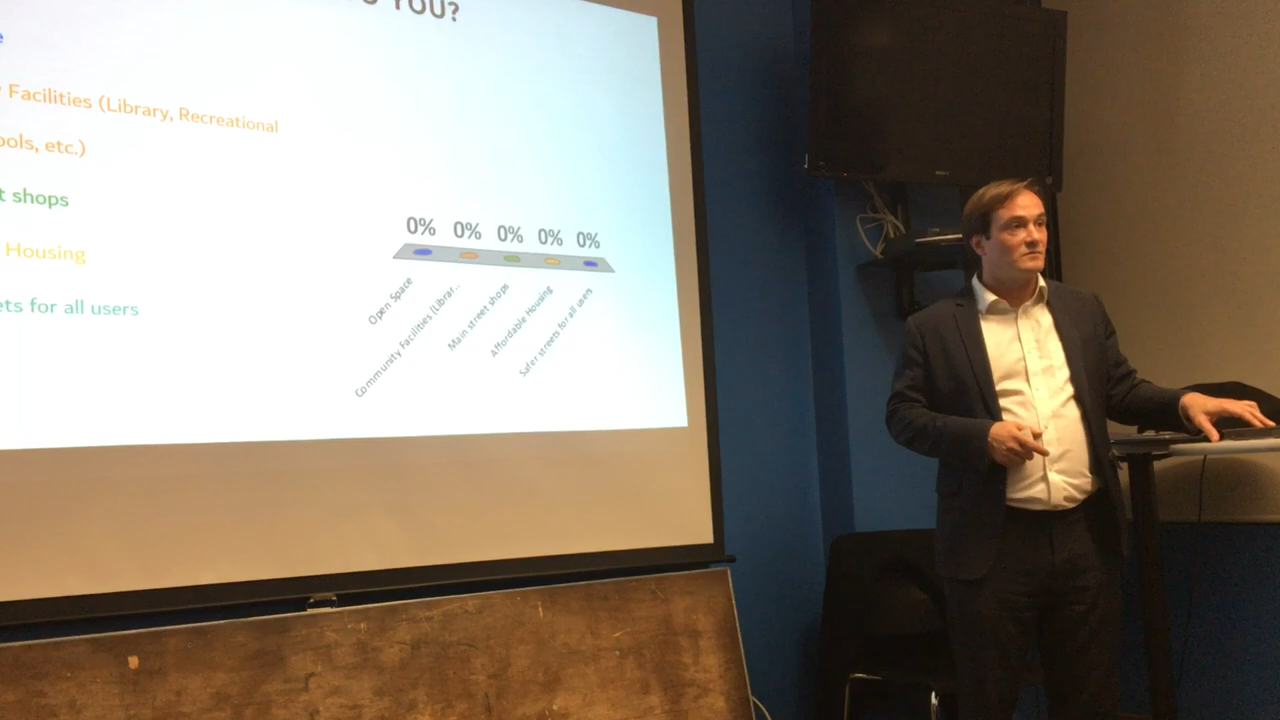 O YOU?
e
Facilities (Library, Recreational
ools, etc.)
t shops
Housing
ets for all users
0% 0% 0% 0% 0%
Open Space
Community Facilities (Librar...
Main street shops
Affordable Housing
Safer streets for all users